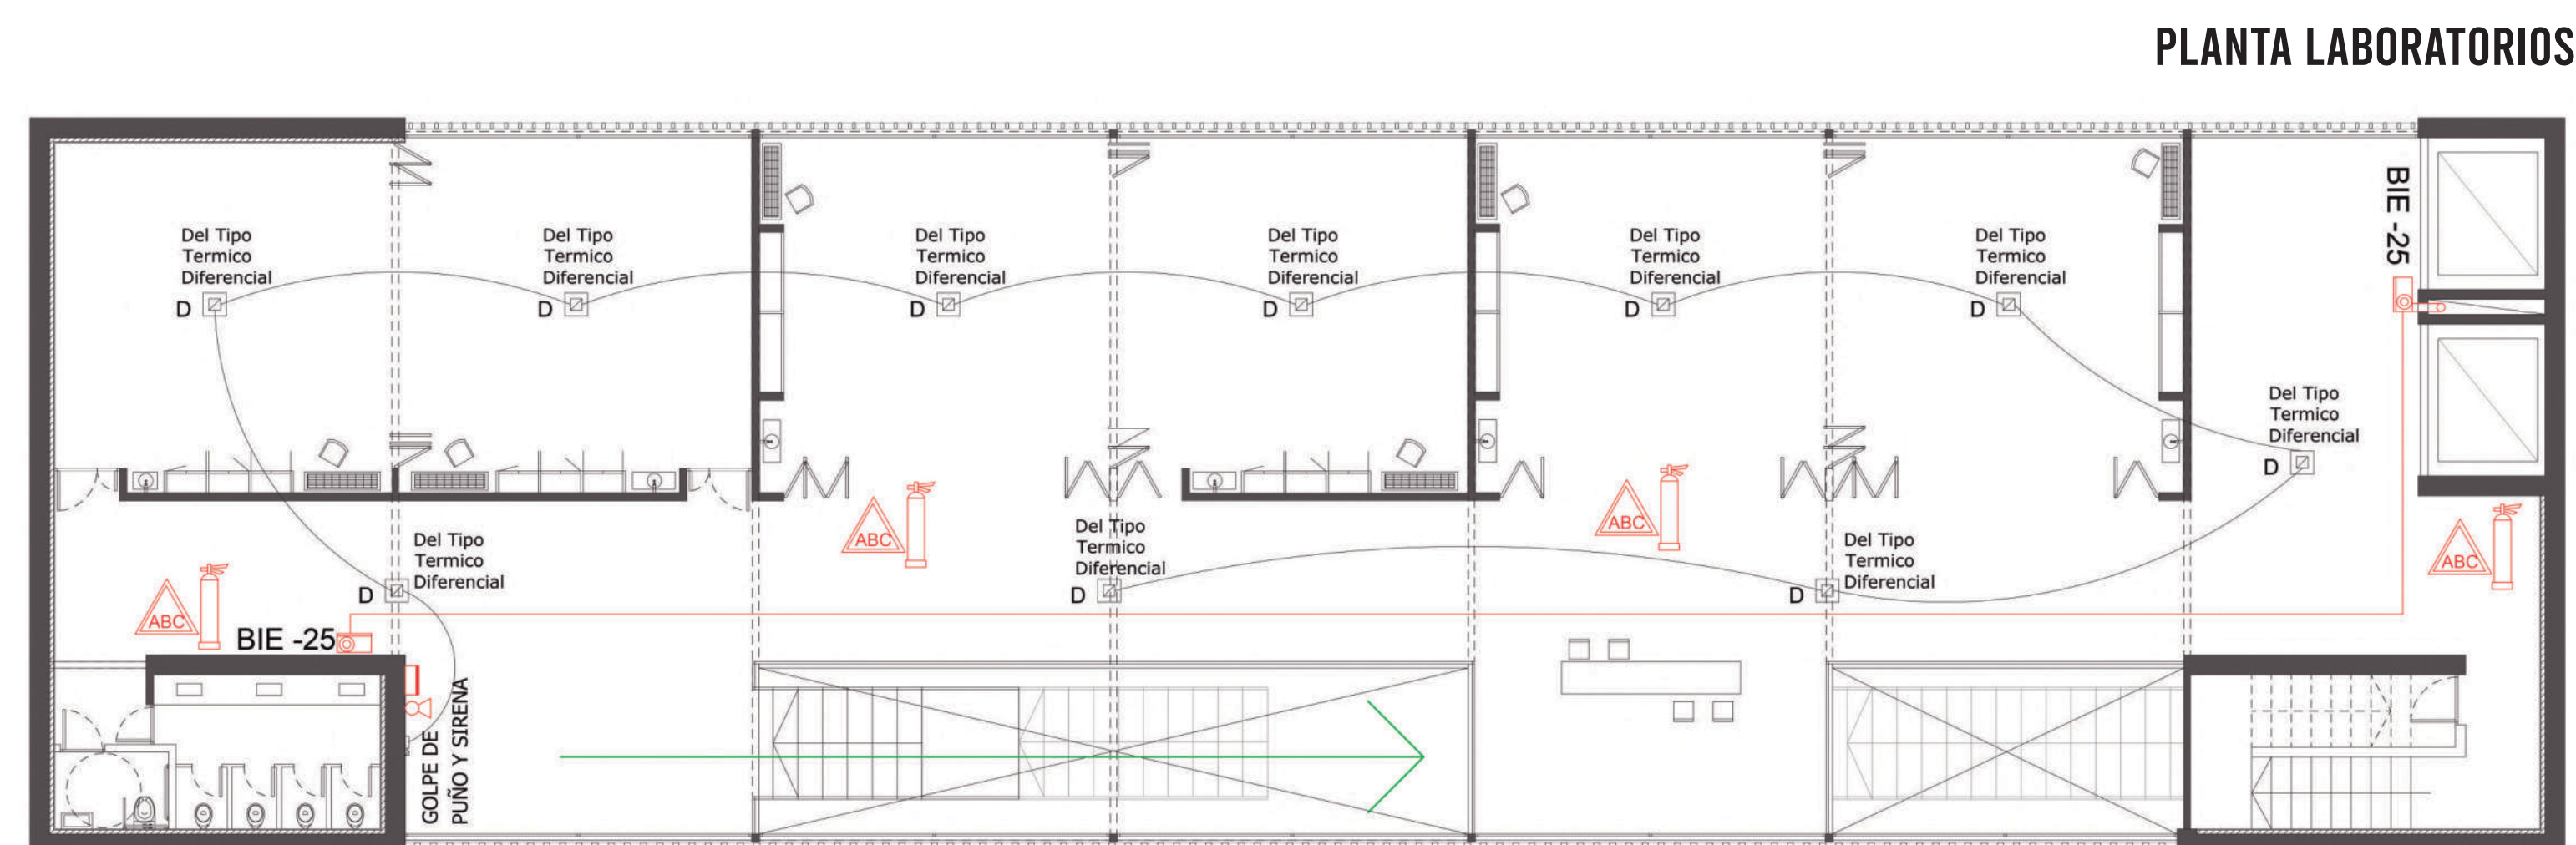 PLANTA LABORATORIOS
Del Tipo
Termico
Diferencial
D
Del Tipo
Termico
Diferencial
D
Del Tipo
Termico
Diferencial
D
Del Tipo
Termico
Diferencial
D
Del Tipo
Termico
Diferencial
D
Del Tipo
Termico
Diferencial
D
BIE -25
Del Tipo
Termico
Diferencial
D
Del Tipo
Termico
Diferencial
D
Del Tipo
Termico
Diferencial
D
Del Tipo
Termico
Diferencial
D
ABC
ABC
ABC
ABC
BIE -25
GOLPE DE
PUÑO Y SIRENA